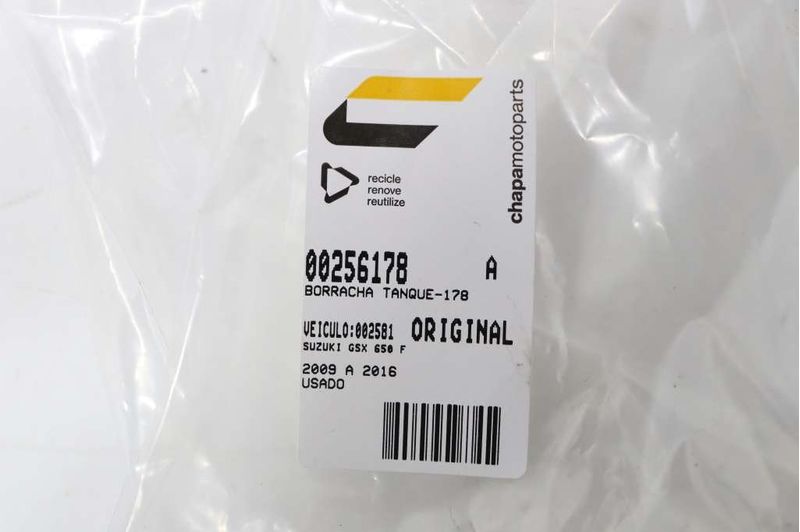 chapamotoparts
recicle
renove
reutilize
00256178 A
BORRACHA TANQUE-178
VEICULO:002581 ORIGINAL
SUZUKI GSX 650 F
2009 A 2016
USADO